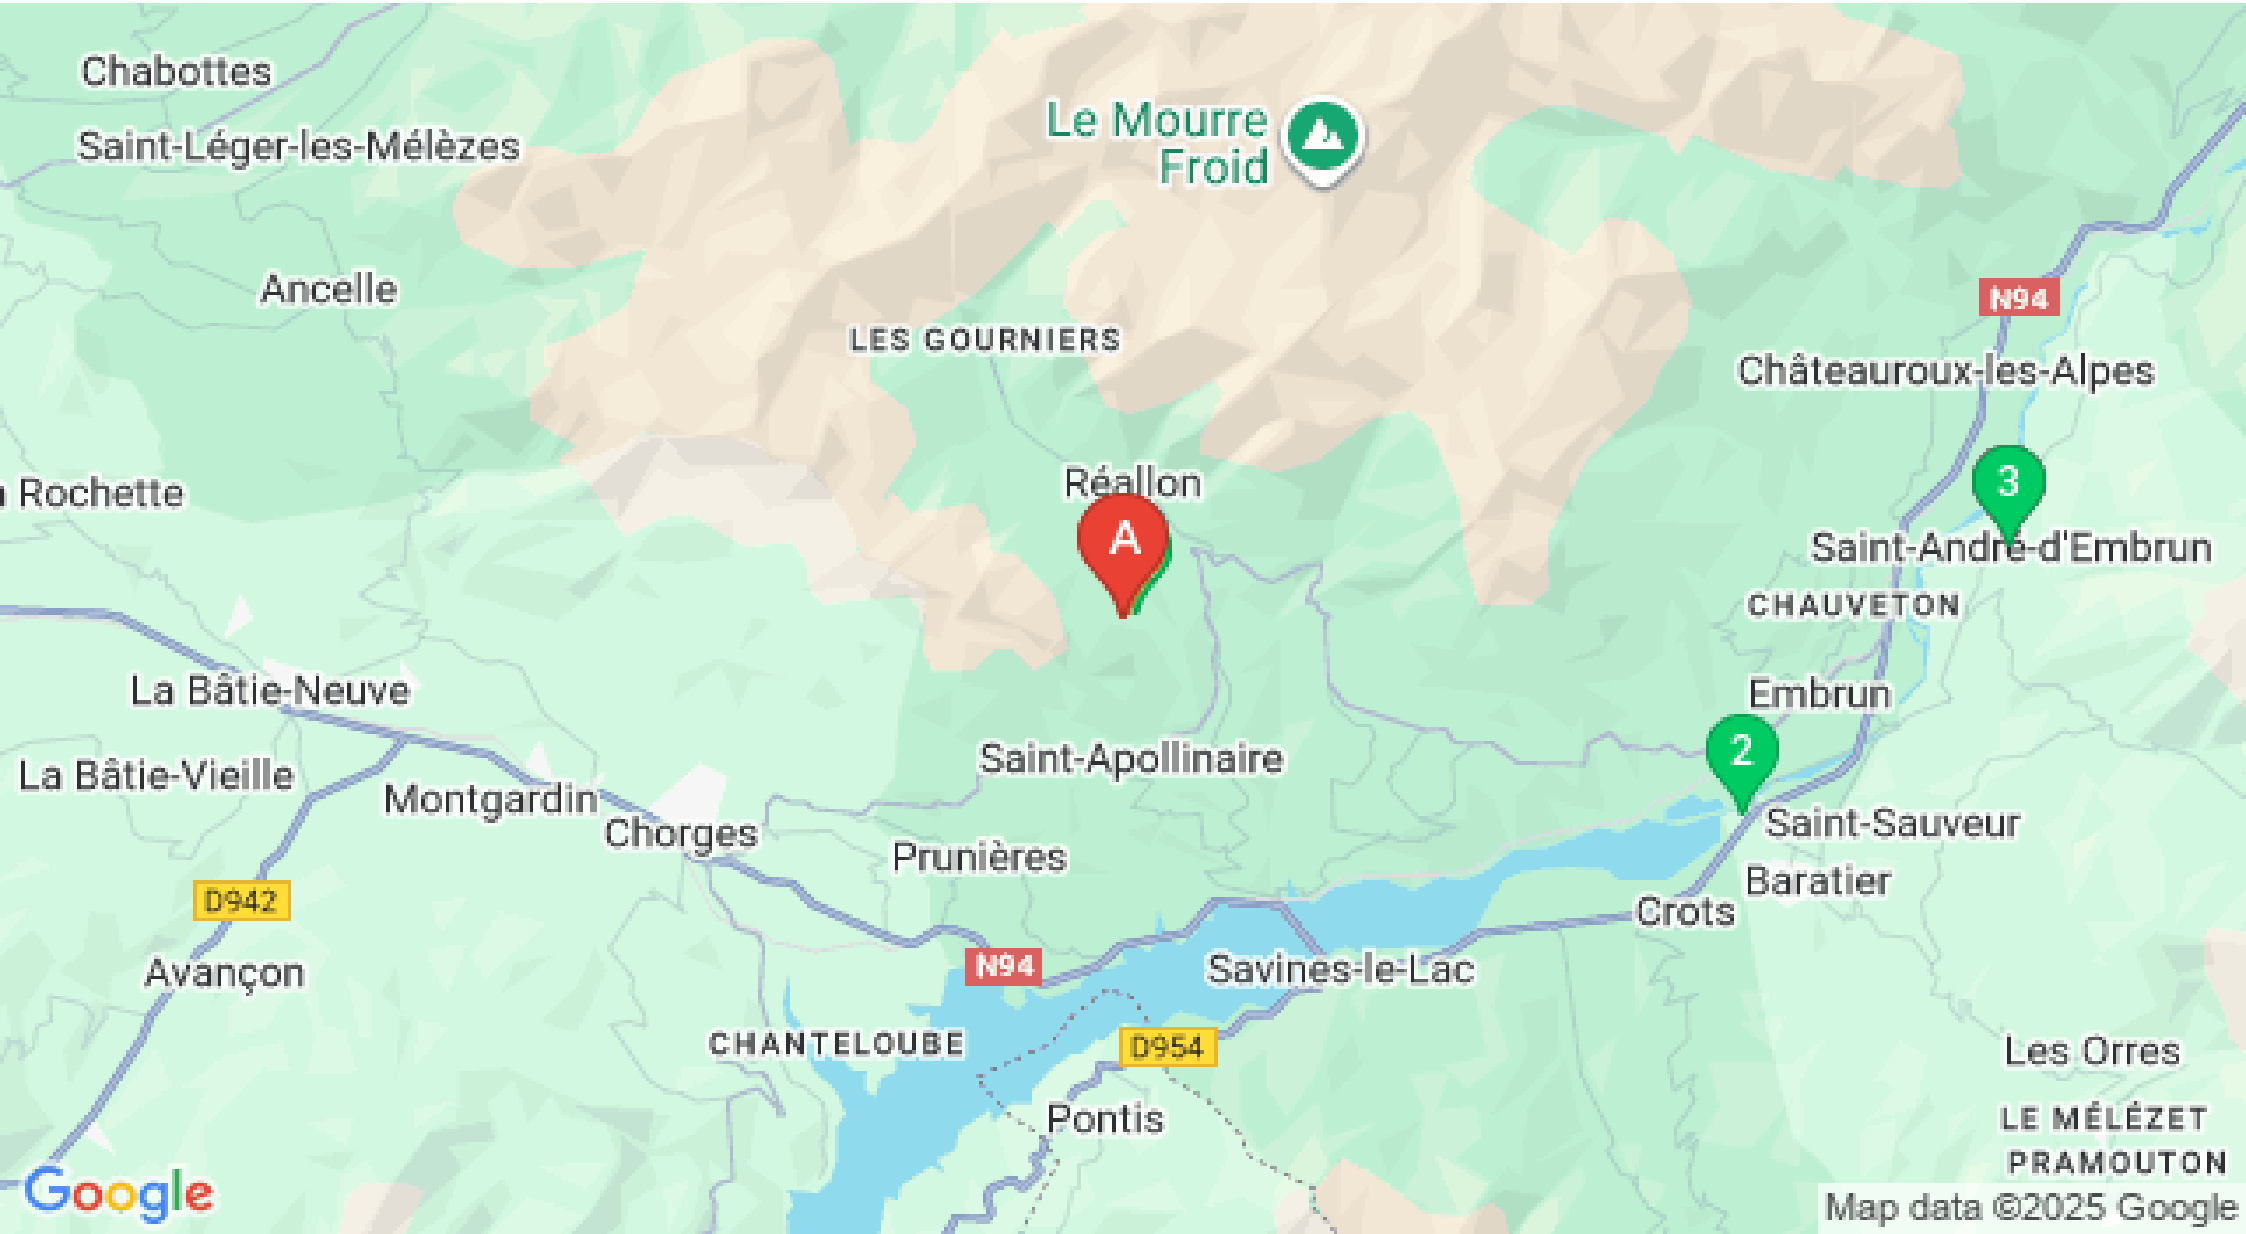 Chabottes
Saint-Léger-les-Mélèzes
Le Mourre
Froid
Ancelle
N94
LES GOURNIERS
Châteauroux-les-Alpes
Réallon
3
Rochette
A
Saint-André-d'Embrun
CHAUVETON
La Bâtie-Neuve
Embrun
2
Saint-Apollinaire
La Bâtie-Vieille
Montgardin
Chorges
Saint-Sauveur
Prunières
Baratier
D942
Crots
N94
Savines-le-Lac
Avançon
CHANTELOUBE
D954
Les Orres
Pontis
LE MÉLÉZET
PRAMOUTON
Google
Map data ©2025 Google